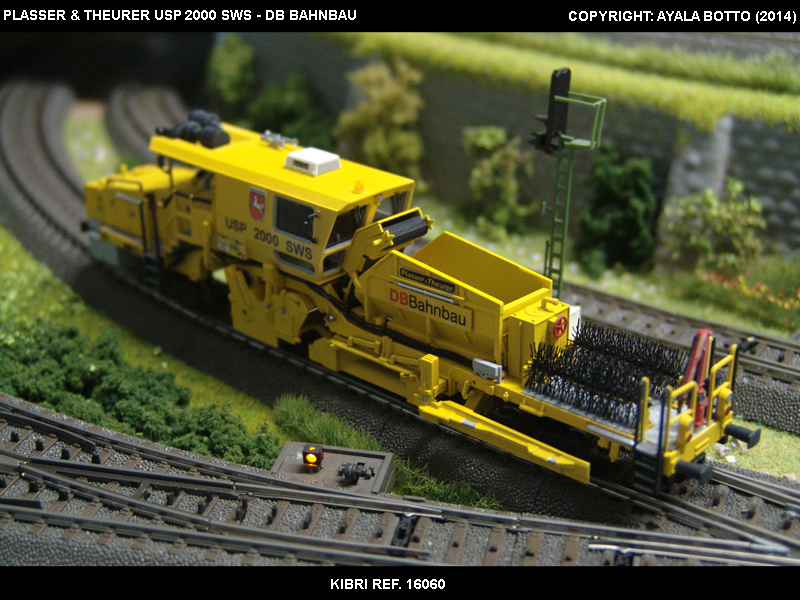 PLASSER & THEURER USP 2000 SWS - DB BAHNBAU
COPYRIGHT: AYALA BOTTO (2014)
USP 2000 SWS
Plasser & Theurer
DBBahnbau
KIBRI REF. 16060